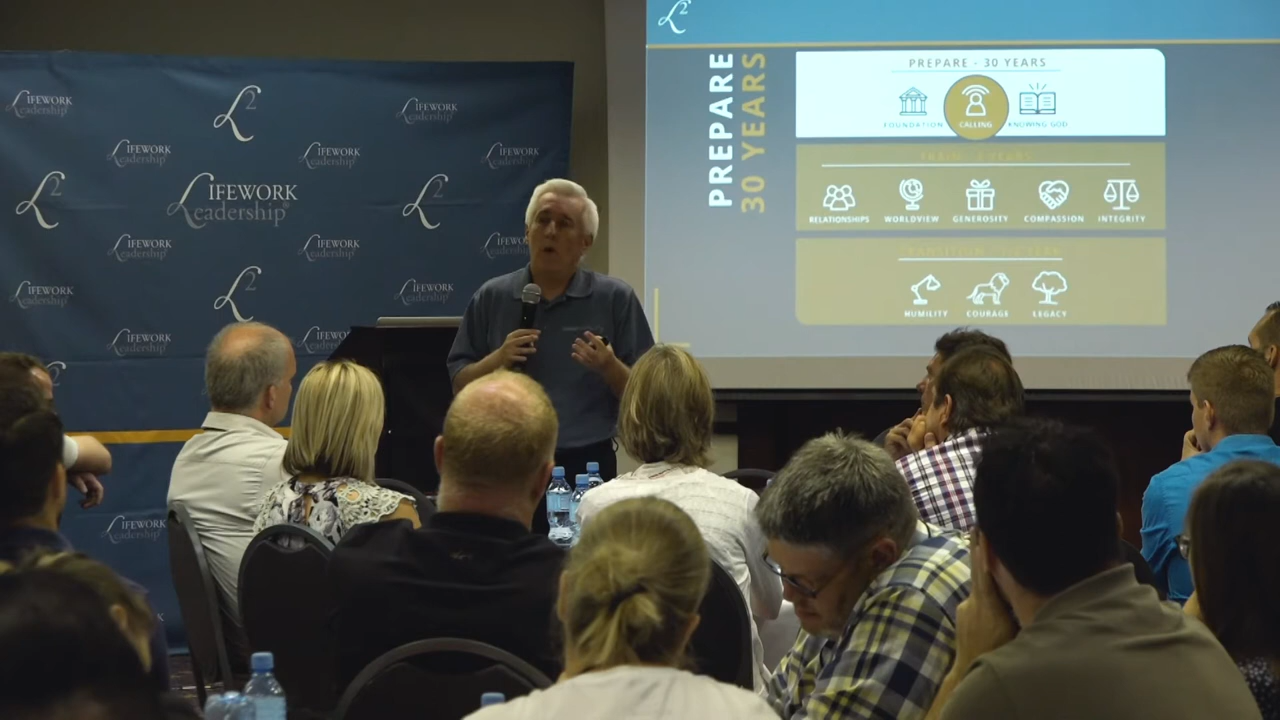 LIFEWORK
Leadership
L2
PREPARE
30 YEARS
PREPARE - 30 YEARS
FOUNDATION
CALLING
KNOWING GOD
RELATIONSHIPS
WORLDVIEW
GENEROSITY
COMPASSION
INTEGRITY
HUMILITY
COURAGE
LEGACY